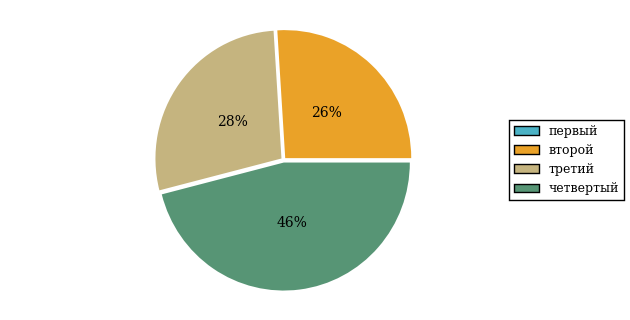 26%
28%
46%
первый
второй
третий
четвертый